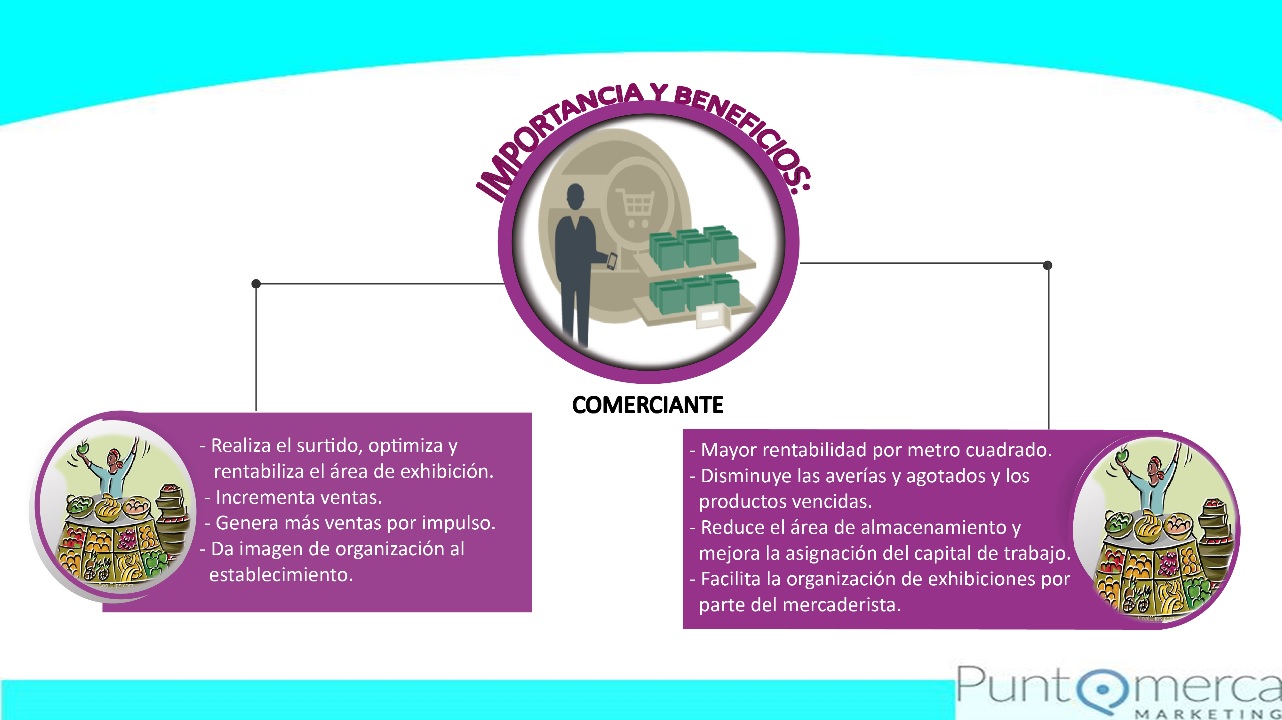 IMPORTANCIA Y BENEFICIOS:
COMERCIANTE
- Realiza el surtido, optimiza y
rentabiliza el área de exhibición.
- Incrementa ventas.
- Genera más ventas por impulso.
- Da imagen de organización al
establecimiento.
- Mayor rentabilidad por metro cuadrado.
- Disminuye las averías y agotados y los
productos vencidas.
- Reduce el área de almacenamiento y
mejora la asignación del capital de trabajo.
- Facilita la organización de exhibiciones por
parte del mercaderista.
Puntomerca
MARKETING